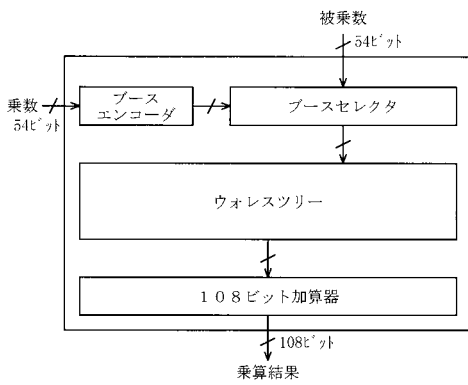 被乗数
54ビット
乗数
54ビット
ブース
エンコーダ
ブースセレクタ
ウォレスツリー
108ビット加算器
108ビット
乗算結果